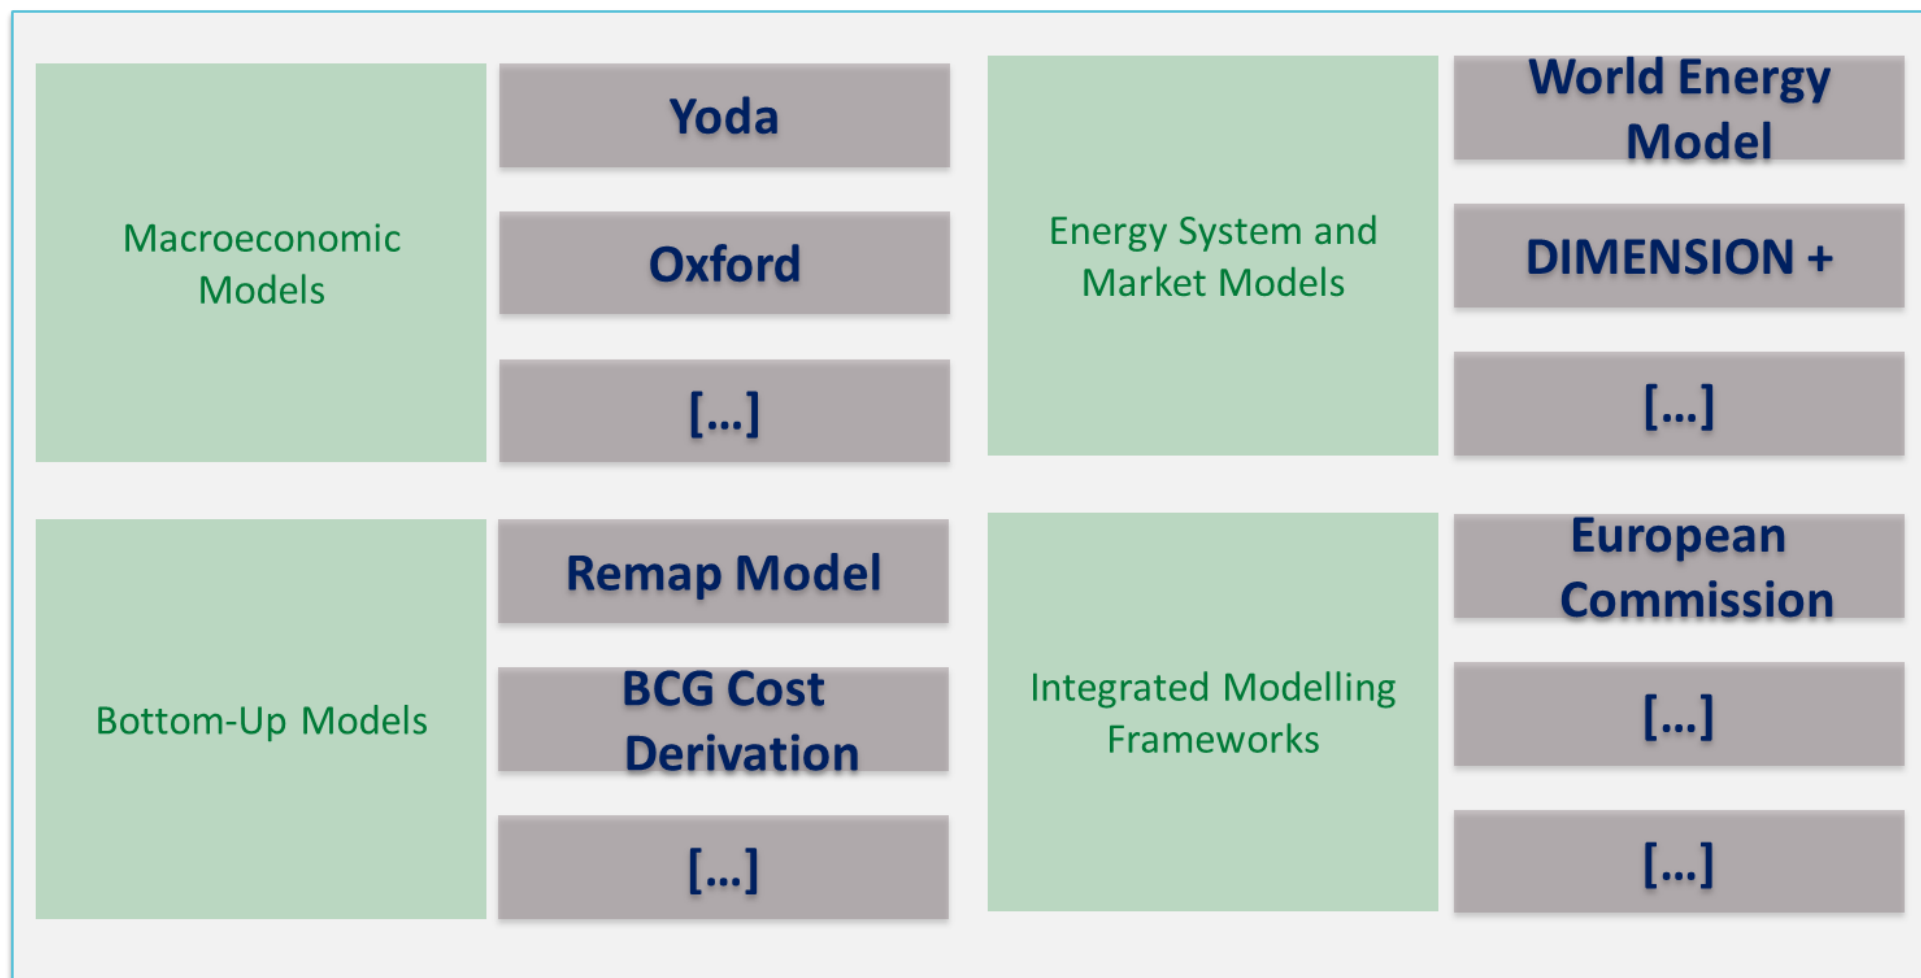 Macroeconomic
Models
Yoda
Oxford
[...]
Energy System and
Market Models
World Energy
Model
DIMENSION +
[...]
Bottom-Up Models
Remap Model
BCG Cost
Derivation
[...]
Integrated Modelling
Frameworks
European
Commission
[...]
[...]